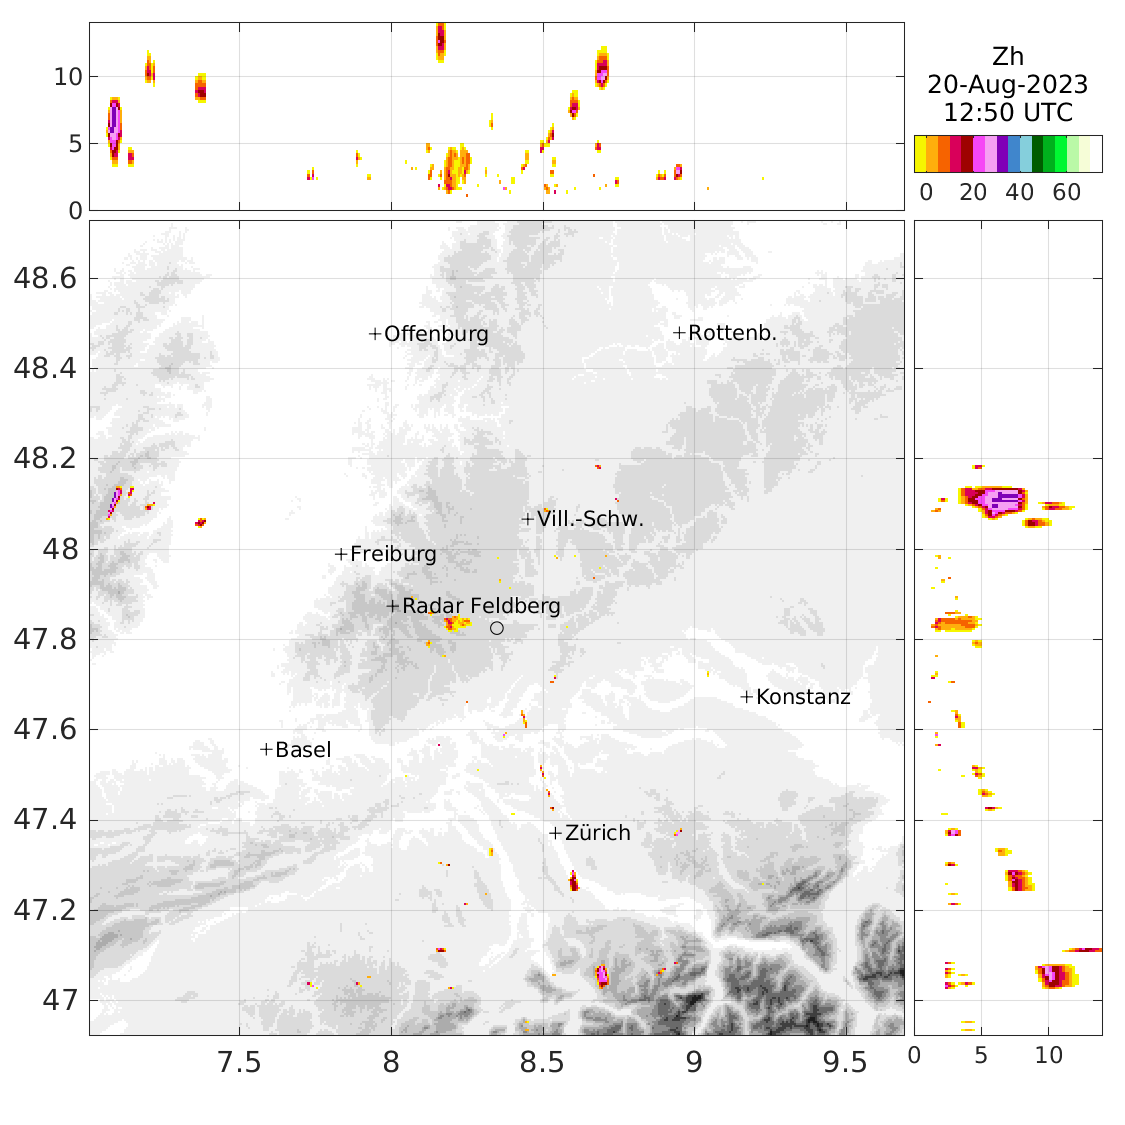 10
5
0
Zh
20-Aug-2023
12:50 UTC
0 20 40 60
48.6
48.4
48.2
48
47.8
47.6
47.4
47.2
47
Offenburg
Rottenb.
Vill.-Schw.
Freiburg
Radar Feldberg
Konstanz
Basel
Zürich
7.5 8 8.5 9 9.5
0 5 10